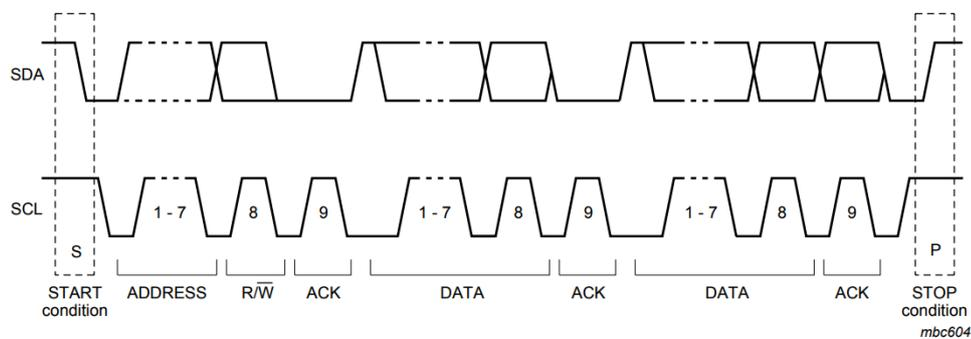 SDA
SCL
1 - 7
8
9
1 - 7
8
9
1 - 7
8
9
S
P
START
condition
ADDRESS
R/W̅
ACK
DATA
ACK
DATA
ACK
STOP
condition
mbc604